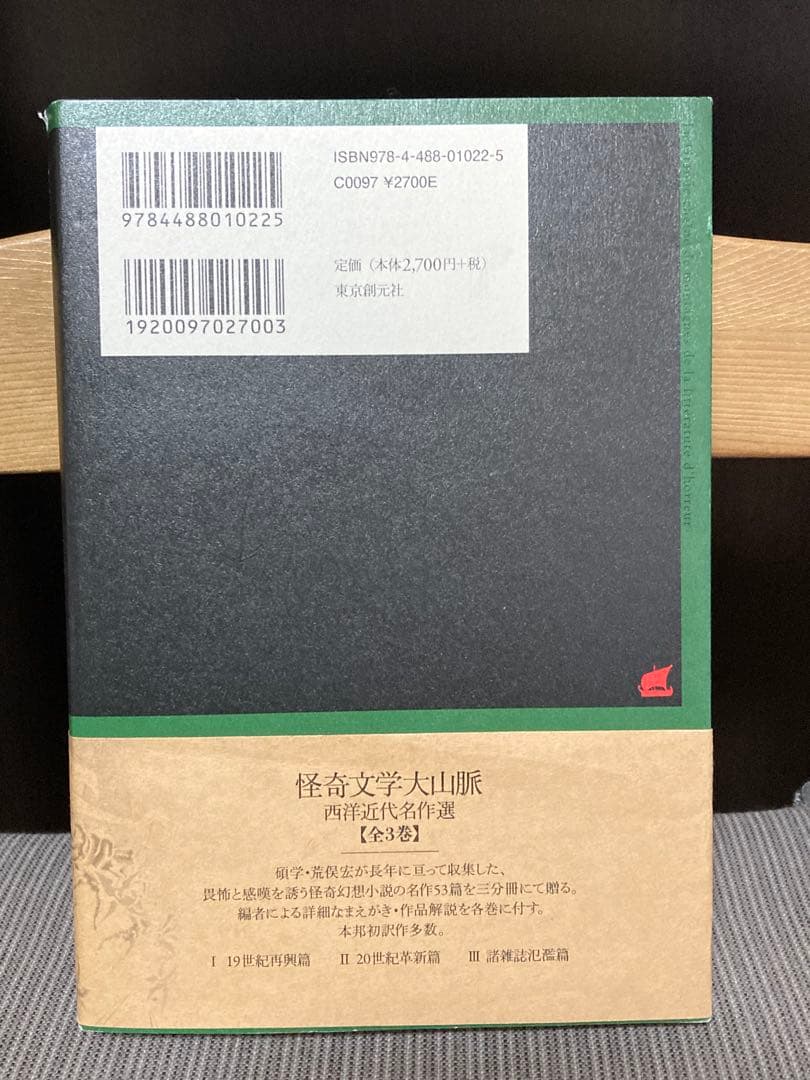 ISBN978-4-488-01022-5
C0097 ¥2700E
9784488010225
定価（本体2,700円+税）
東京創元社
1920097027003
de la littérature d'horreur
怪奇文学大山脈
西洋近代名作選
【全3巻】
碩学・荒俣宏が長年に亘って収集した、
畏怖と感嘆を誘う怪奇幻想小説の名作53篇を三分冊にて贈る。
編者による詳細なまえがき・作品解説を各巻に付す。
本邦初訳作多数。
Ⅰ 19世紀再興篇 Ⅱ 20世紀革新篇 Ⅲ 諸雑誌氾濫篇